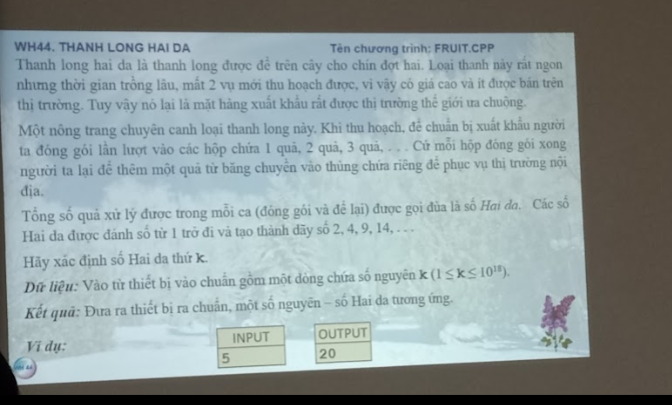 WH44. THANH LONG HAI DA Tên chương trình: FRUIT.CPP
Thanh long hai da là thanh long được để trên cây cho chín đợt hai. Loại thanh này rất ngon
nhưng thời gian trồng lâu, mất 2 vụ mới thu hoạch được, vì vậy có giá cao và ít được bán trên
thị trường. Tuy vậy nó lại là mặt hàng xuất khẩu rất được thị trường thế giới ưa chuộng.
Một nông trang chuyên canh loại thanh long này. Khi thu hoạch, để chuẩn bị xuất khẩu người
ta đóng gói lần lượt vào các hộp chứa 1 quả, 2 quả, 3 quả, . . . Cứ mỗi hộp đóng gói xong
người ta lại để thêm một quả từ băng chuyền vào thùng chứa riêng để phục vụ thị trường nội
địa.
Tổng số quả xử lý được trong mỗi ca (đóng gói và để lại) được gọi đùa là số Hai da. Các số
Hai da được đánh số từ 1 trở đi và tạo thành dãy số 2, 4, 9, 14, . . .
Hãy xác định số Hai da thứ k.
Dữ liệu: Vào từ thiết bị vào chuẩn gồm một dòng chứa số nguyên k (1 ≤ k ≤ 10¹⁸).
Kết quả: Đưa ra thiết bị ra chuẩn, một số nguyên – số Hai da tương ứng.
Ví dụ:
INPUT OUTPUT
5 20